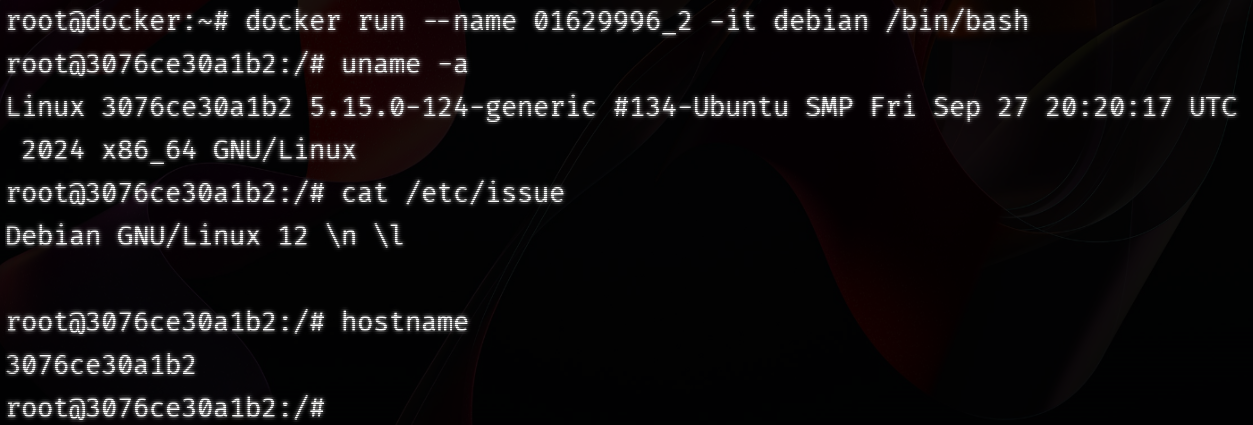 root@docker:~# docker run --name 01629996_2 -it debian /bin/bash
root@3076ce30a1b2:/# uname -a
Linux 3076ce30a1b2 5.15.0-124-generic #134-Ubuntu SMP Fri Sep 27 20:20:17 UTC
 2024 x86_64 GNU/Linux
root@3076ce30a1b2:/# cat /etc/issue
Debian GNU/Linux 12 \n \l
root@3076ce30a1b2:/# hostname
3076ce30a1b2
root@3076ce30a1b2:/#